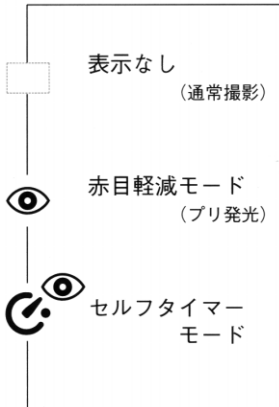 表示なし
(通常撮影)
赤目軽減モード
(プリ発光)
セルフタイマー
モード